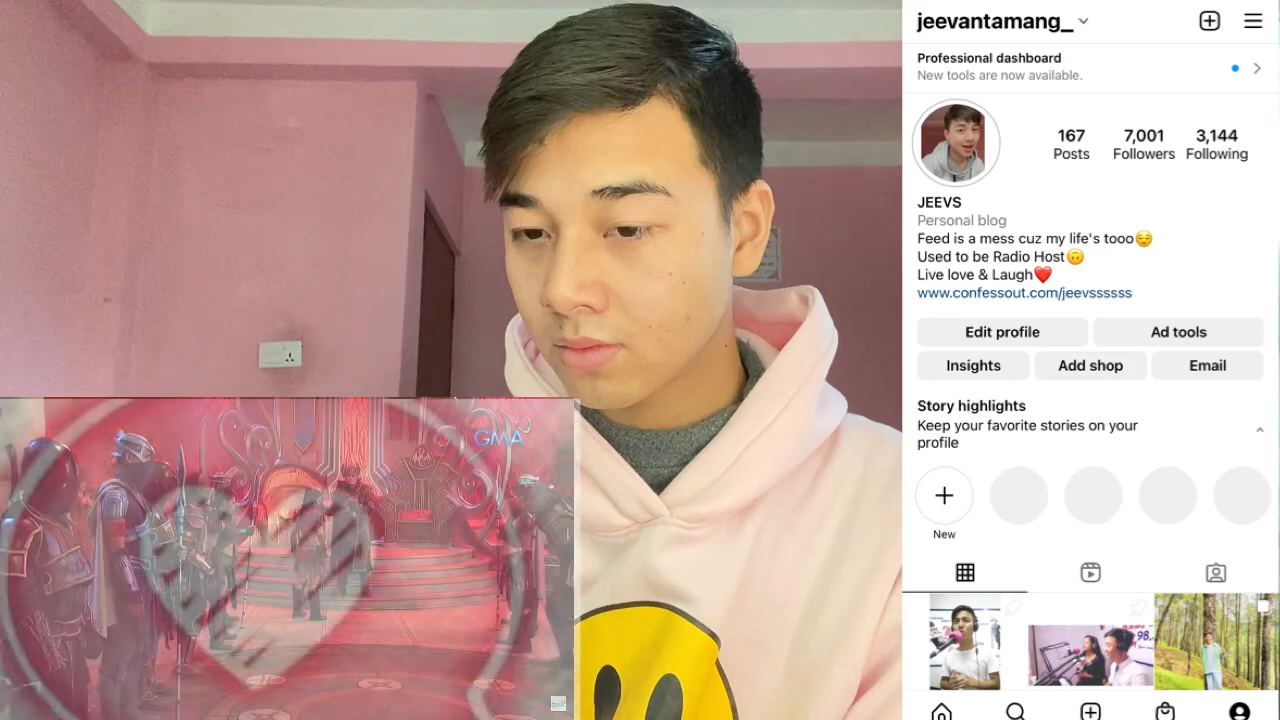 jeevantamang_
Professional dashboard
New tools are now available.
167
7,001
3,144
Posts
Followers
Following
JEEVS
Personal blog
Feed is a mess cuz my life's tooo😌
Used to be Radio Host🙃
Live love & Laugh❤️
www.confessout.com/jeevssssss
Edit profile
Ad tools
Insights
Add shop
Email
Story highlights
Keep your favorite stories on your
profile
New
98.
GMA